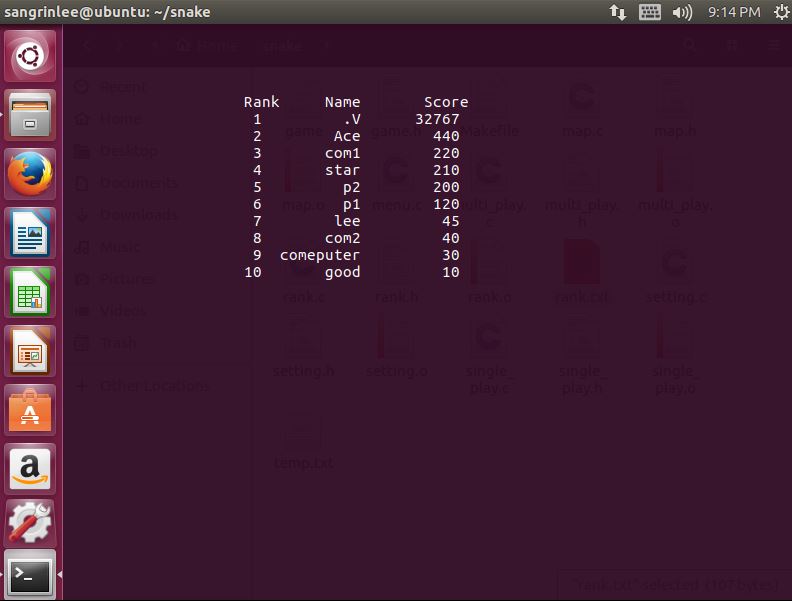 sangrinlee@ubuntu: ~/snake 9:14 PM
Home snake
Recent
Home
Desktop
Documents
Downloads
Music
Pictures
Videos
Trash
Other Locations
Rank Name Score
1 .V 32767
2 Ace 440
3 com1 220
4 star 210
5 p2 200
6 p1 120
7 lee 45
8 com2 40
9 comeputer 30
10 good 10
game game.h Makefile map.c map.h
map.o menu.c multi_play.c multi_play.h multi_play.o
rank.c rank.h rank.o rank.txt setting.c
setting.h setting.o single_play.c single_play.h single_play.o
temp.txt
"rank.txt" selected (107 bytes)